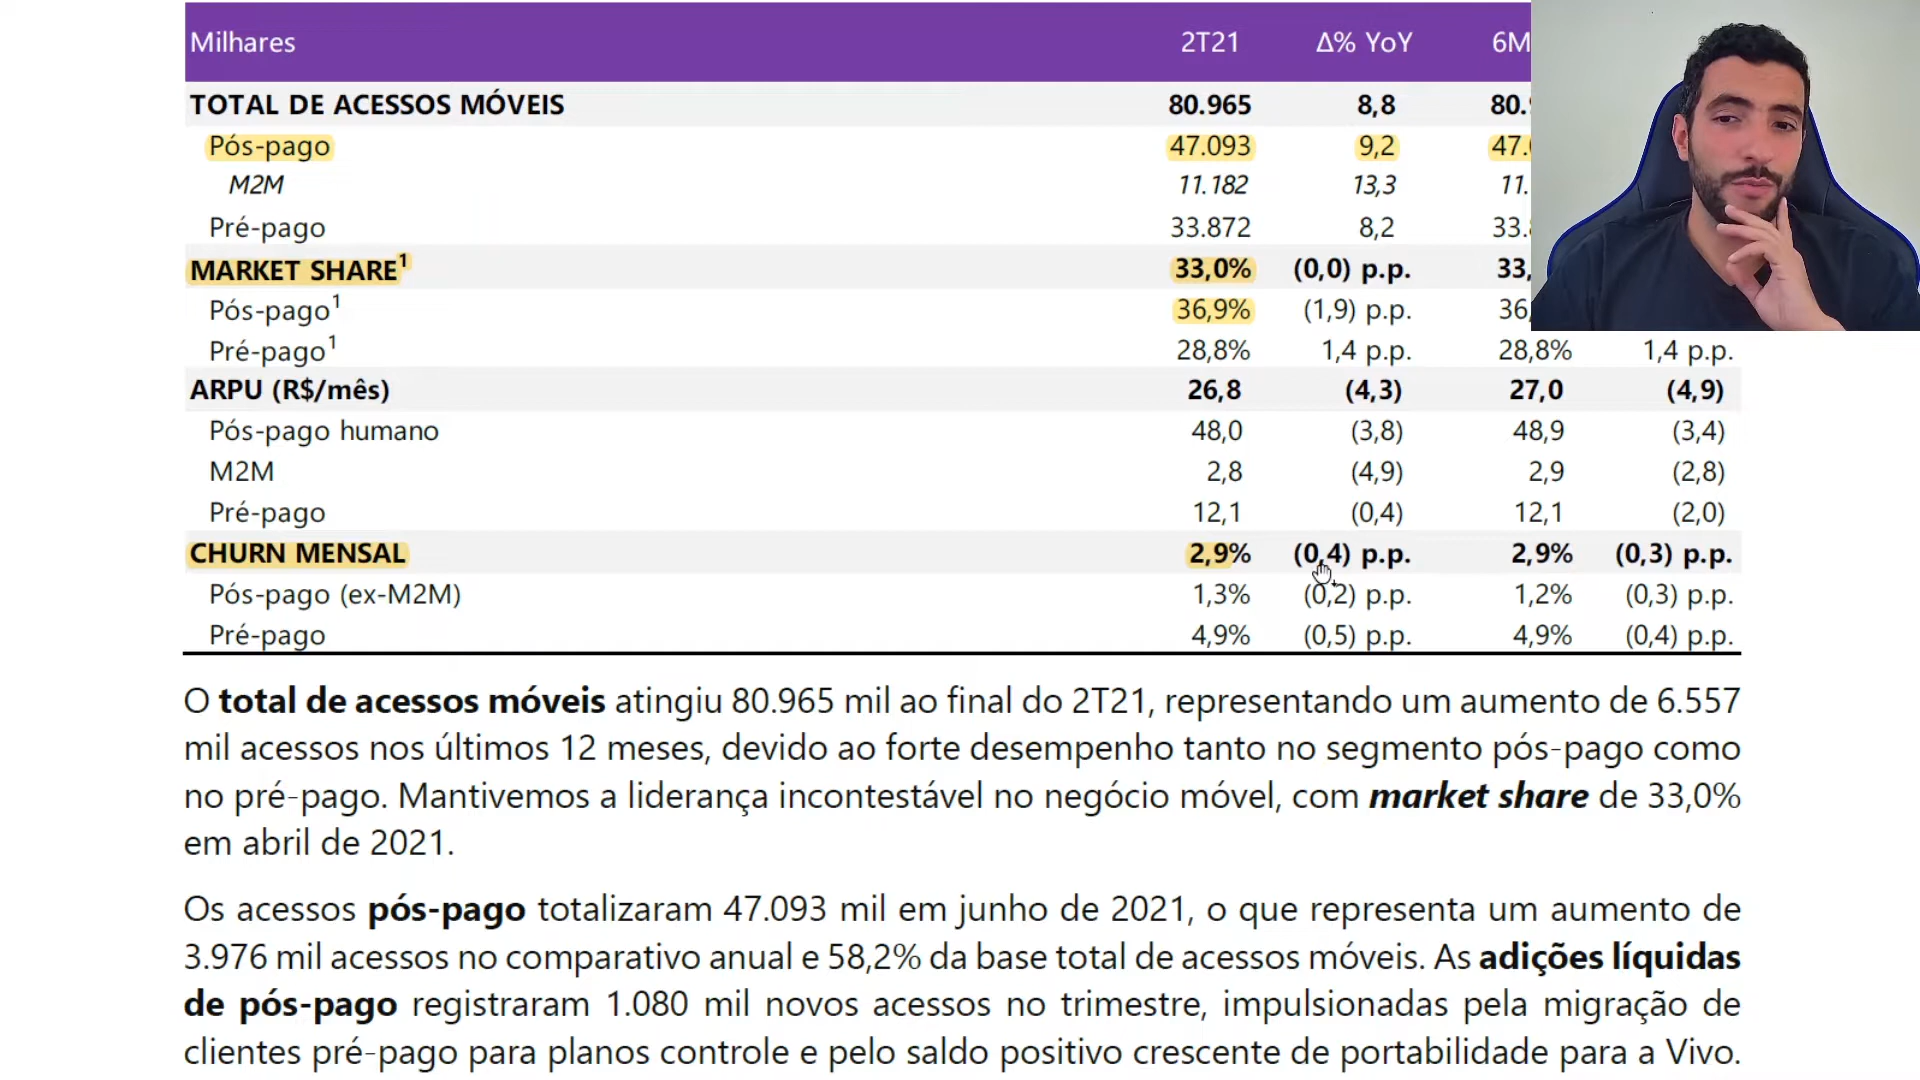 Milhares 2T21 Δ% YoY 6M
TOTAL DE ACESSOS MÓVEIS 80.965 8,8 80.
Pós-pago 47.093 9,2 47.
M2M 11.182 13,3 11.
Pré-pago 33.872 8,2 33.
MARKET SHARE¹ 33,0% (0,0) p.p. 33,
Pós-pago¹ 36,9% (1,9) p.p. 36,
Pré-pago¹ 28,8% 1,4 p.p. 28,8% 1,4 p.p.
ARPU (R$/mês) 26,8 (4,3) 27,0 (4,9)
Pós-pago humano 48,0 (3,8) 48,9 (3,4)
M2M 2,8 (4,9) 2,9 (2,8)
Pré-pago 12,1 (0,4) 12,1 (2,0)
CHURN MENSAL 2,9% (0,4) p.p. 2,9% (0,3) p.p.
Pós-pago (ex-M2M) 1,3% (0,2) p.p. 1,2% (0,3) p.p.
Pré-pago 4,9% (0,5) p.p. 4,9% (0,4) p.p.
O total de acessos móveis atingiu 80.965 mil ao final do 2T21, representando um aumento de 6.557
mil acessos nos últimos 12 meses, devido ao forte desempenho tanto no segmento pós-pago como
no pré-pago. Mantivemos a liderança incontestável no negócio móvel, com market share de 33,0%
em abril de 2021.
Os acessos pós-pago totalizaram 47.093 mil em junho de 2021, o que representa um aumento de
3.976 mil acessos no comparativo anual e 58,2% da base total de acessos móveis. As adições líquidas
de pós-pago registraram 1.080 mil novos acessos no trimestre, impulsionadas pela migração de
clientes pré-pago para planos controle e pelo saldo positivo crescente de portabilidade para a Vivo.